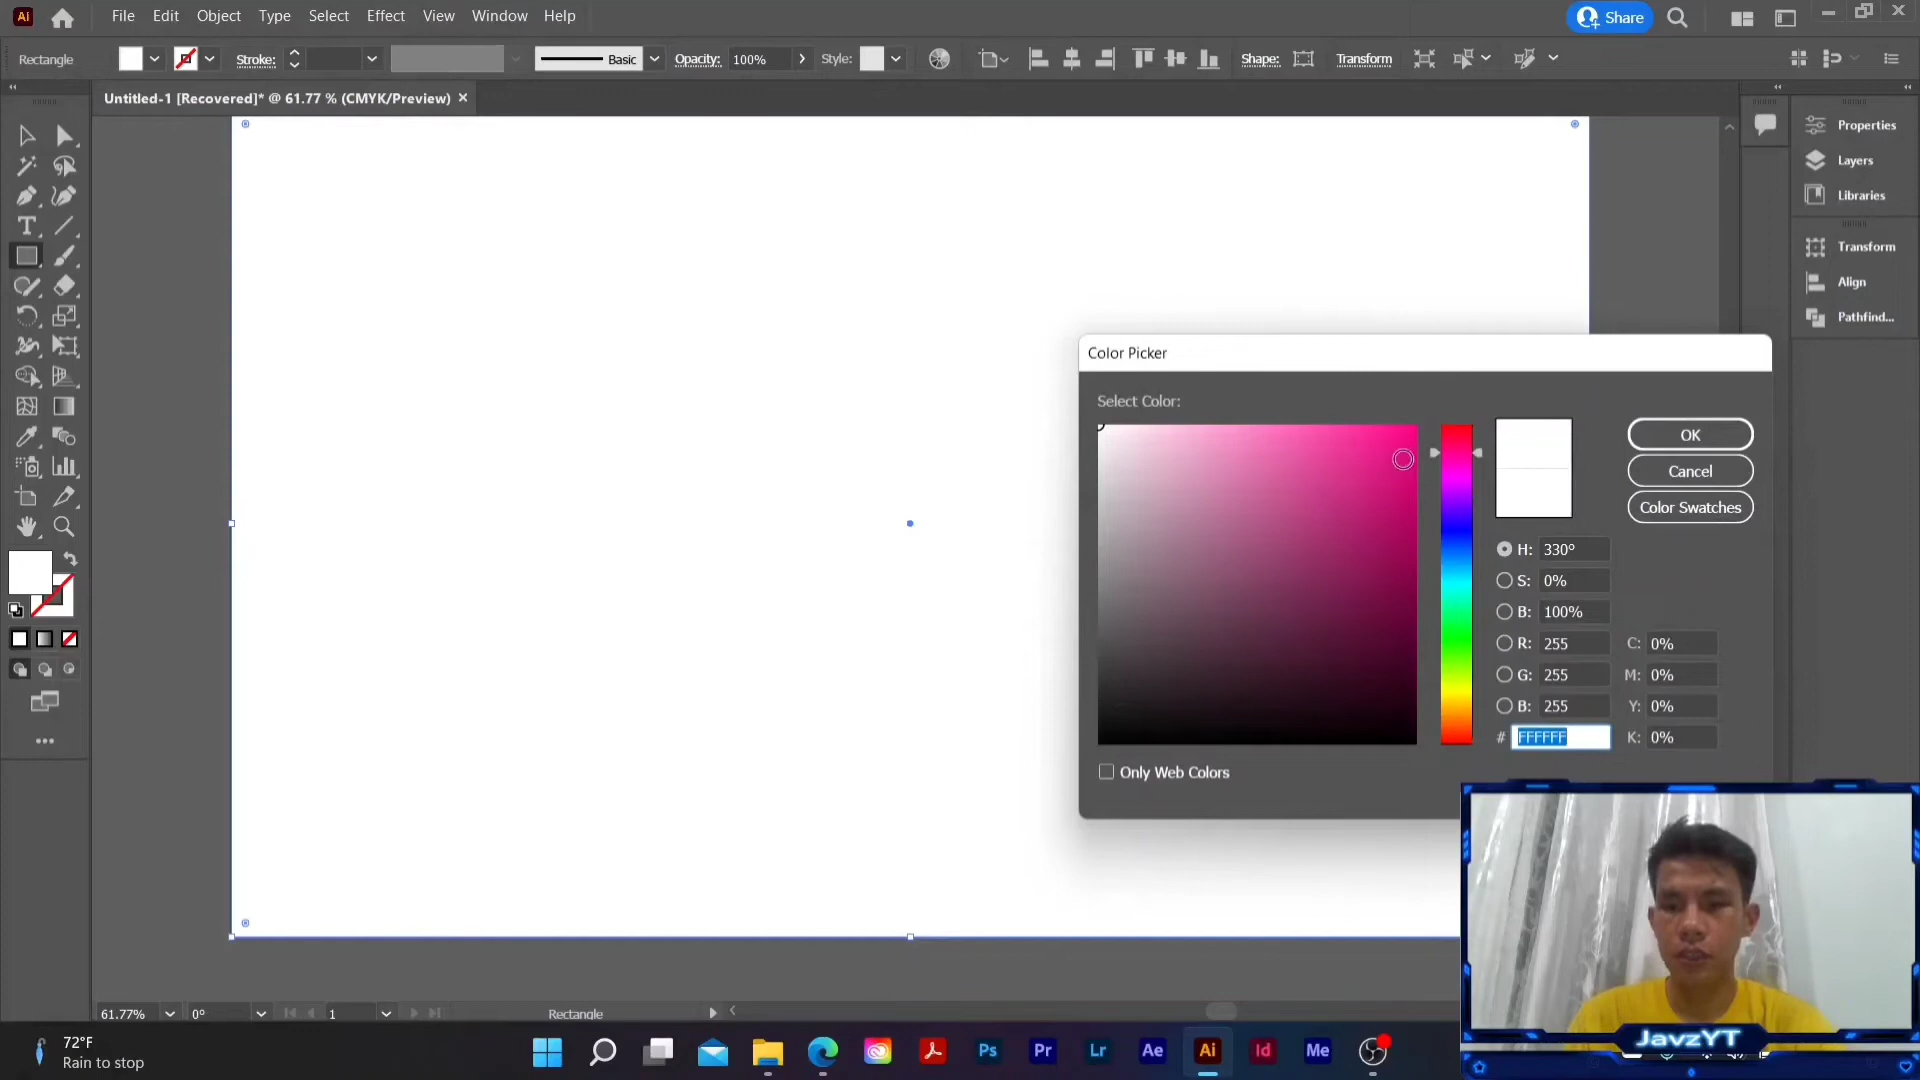 Ai File Edit Object Type Select Effect View Window Help Share
Rectangle Stroke: Basic Opacity: 100% Style: Shape: Transform
Untitled-1 [Recovered]* @ 61.77 % (CMYK/Preview)
Properties
Layers
Libraries
Transform
Align
Pathfind...
Color Picker
Select Color:
OK
Cancel
Color Swatches
H: 330°
S: 0%
B: 100%
R: 255 C: 0%
G: 255 M: 0%
B: 255 Y: 0%
# FFFFFF K: 0%
Only Web Colors
61.77% 0° 1 Rectangle
72°F
Rain to stop
Ps Pr Lr Ae Ai Id Me
JavzYT